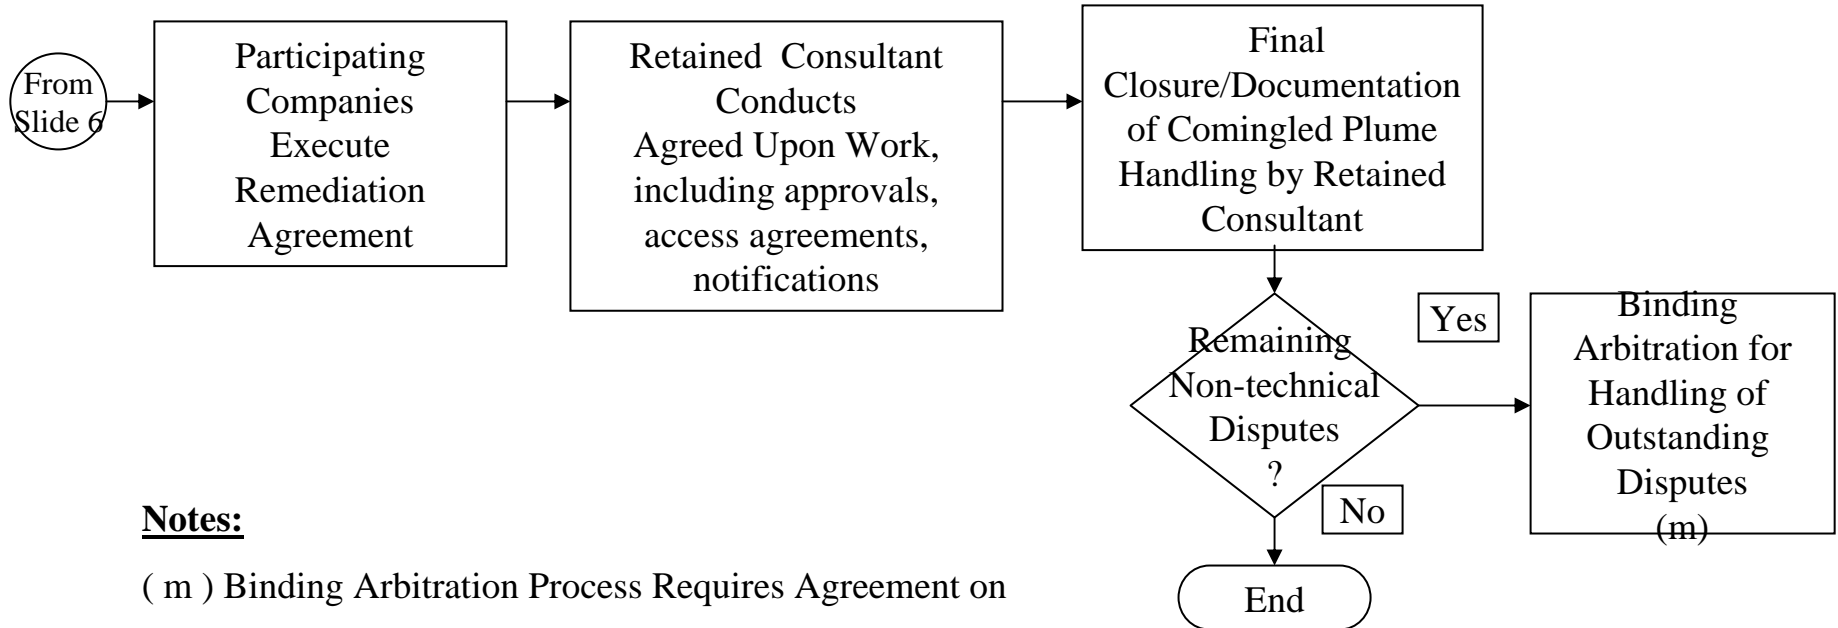 From
Slide 6
Participating
Companies
Execute
Remediation
Agreement
Retained Consultant
Conducts
Agreed Upon Work,
including approvals,
access agreements,
notifications
Final
Closure/Documentation
of Comingled Plume
Handling by Retained
Consultant
Remaining
Non-technical
Disputes
?
Yes
Binding
Arbitration for
Handling of
Outstanding
Disputes
(m)
No
End
Notes:
( m ) Binding Arbitration Process Requires Agreement on